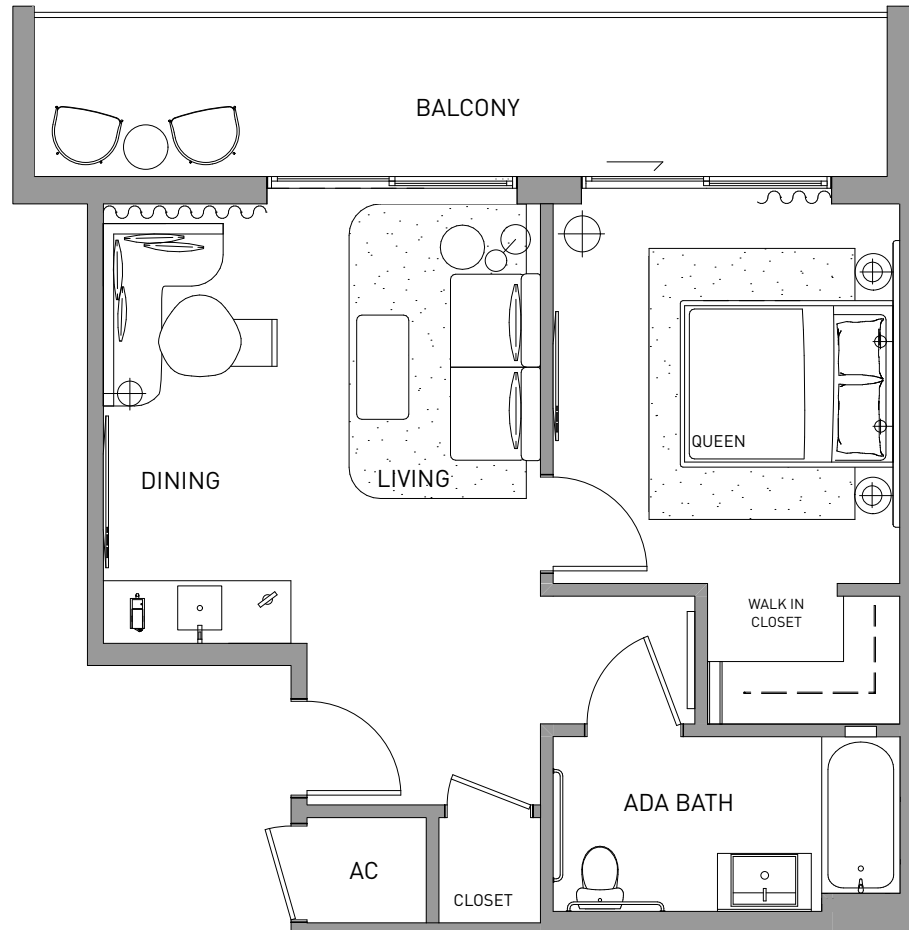 BALCONY
QUEEN
DINING
LIVING
WALK IN
CLOSET
ADA BATH
AC
CLOSET